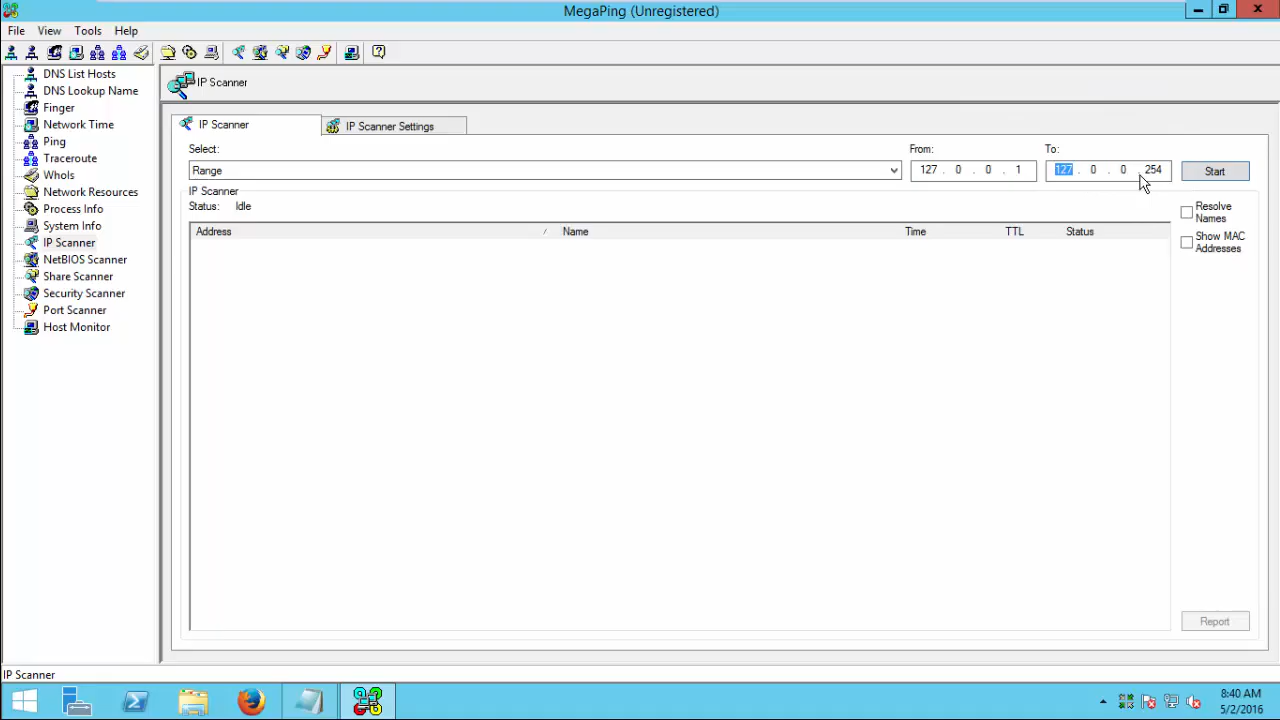 MegaPing (Unregistered)
File View Tools Help
DNS List Hosts
DNS Lookup Name
Finger
Network Time
Ping
Traceroute
WhoIs
Network Resources
Process Info
System Info
IP Scanner
NetBIOS Scanner
Share Scanner
Security Scanner
Port Scanner
Host Monitor
IP Scanner
IP Scanner IP Scanner Settings
Select: From: To:
Range 127 . 0 . 0 . 1 127 . 0 . 0 . 254 Start
IP Scanner
Status: Idle
Resolve
Names
Show MAC
Addresses
Address Name Time TTL Status
Report
IP Scanner
8:40 AM
5/2/2016